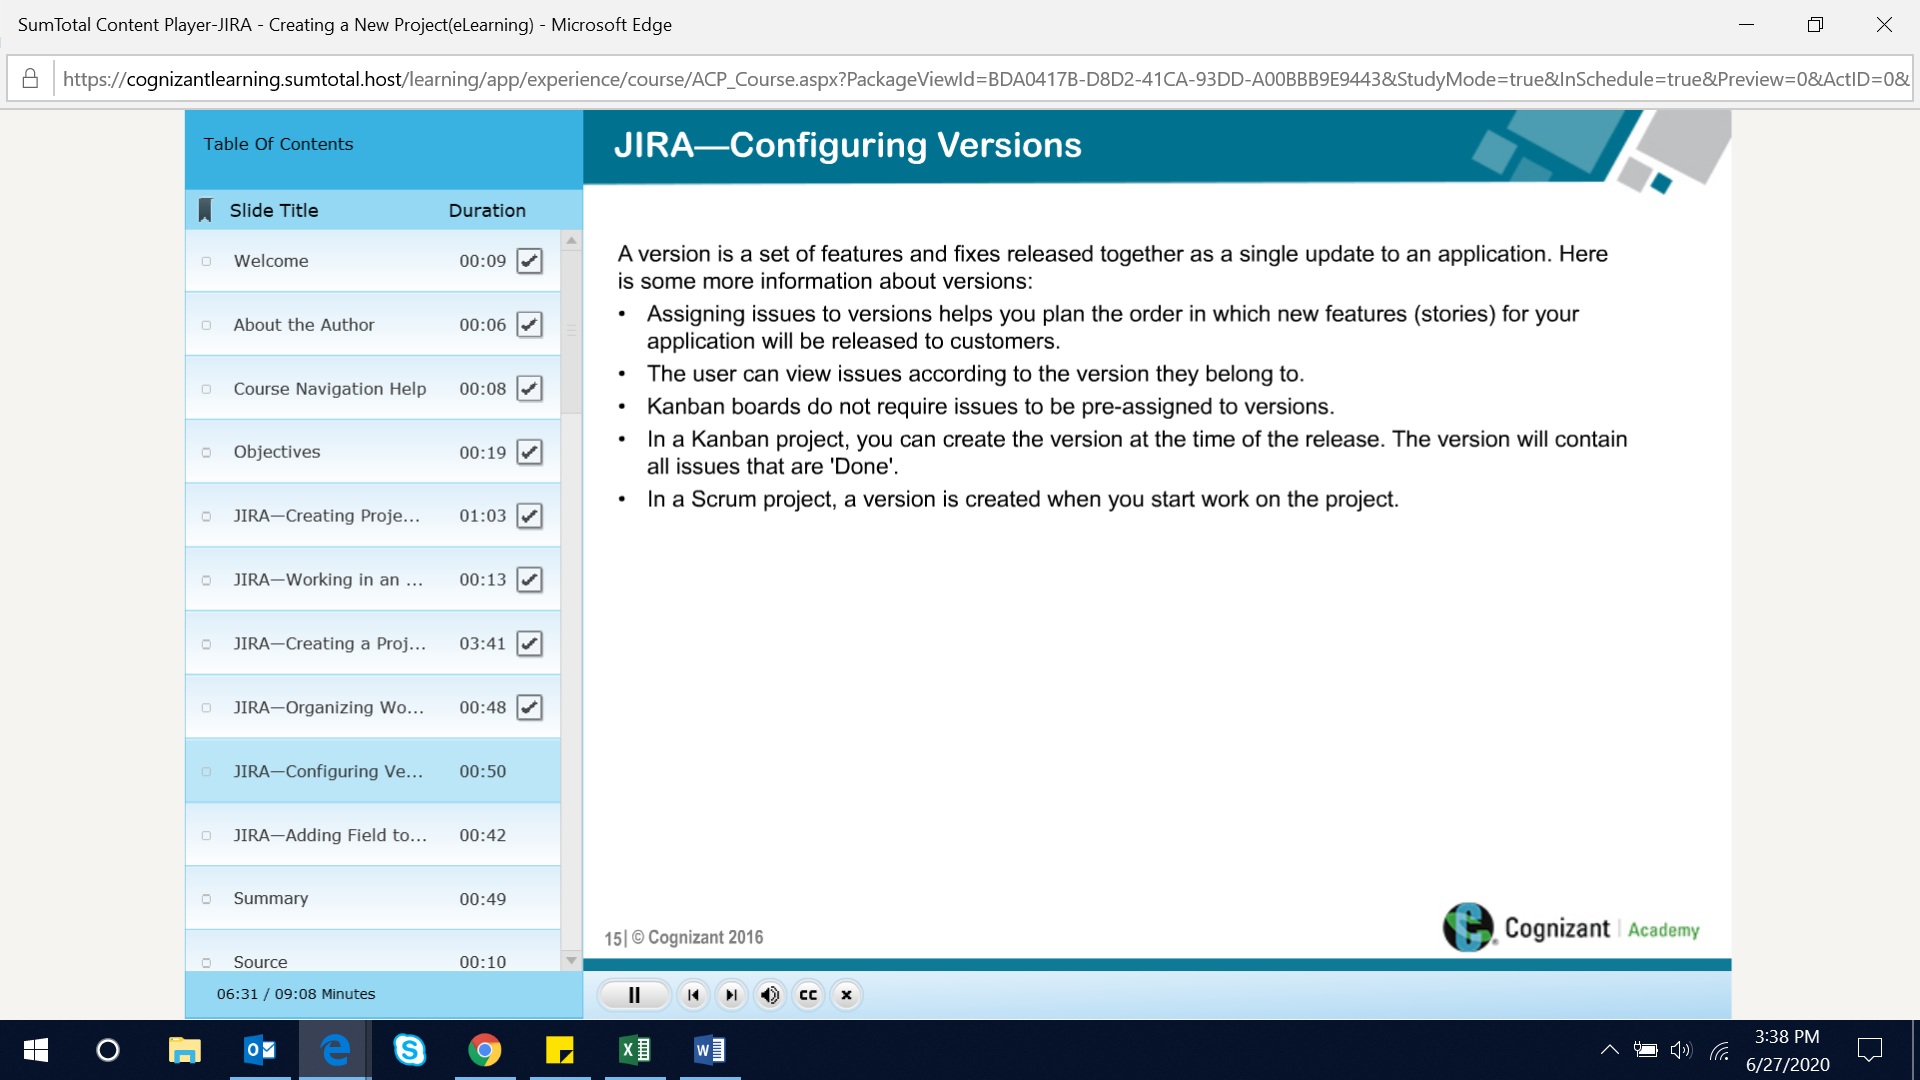 SumTotal Content Player-JIRA - Creating a New Project(eLearning) - Microsoft Edge
https://cognizantlearning.sumtotal.host/learning/app/experience/course/ACP_Course.aspx?PackageViewId=BDA0417B-D8D2-41CA-93DD-A00BBB9E9443&StudyMode=true&InSchedule=true&Preview=0&ActID=0&
Table Of Contents
Slide Title Duration
Welcome 00:09
About the Author 00:06
Course Navigation Help 00:08
Objectives 00:19
JIRA—Creating Proje... 01:03
JIRA—Working in an ... 00:13
JIRA—Creating a Proj... 03:41
JIRA—Organizing Wo... 00:48
JIRA—Configuring Ve... 00:50
JIRA—Adding Field to... 00:42
Summary 00:49
Source 00:10
06:31 / 09:08 Minutes
JIRA—Configuring Versions
A version is a set of features and fixes released together as a single update to an application. Here
is some more information about versions:
• Assigning issues to versions helps you plan the order in which new features (stories) for your
application will be released to customers.
• The user can view issues according to the version they belong to.
• Kanban boards do not require issues to be pre-assigned to versions.
• In a Kanban project, you can create the version at the time of the release. The version will contain
all issues that are 'Done'.
• In a Scrum project, a version is created when you start work on the project.
15| © Cognizant 2016
Cognizant | Academy
CC
3:38 PM
6/27/2020